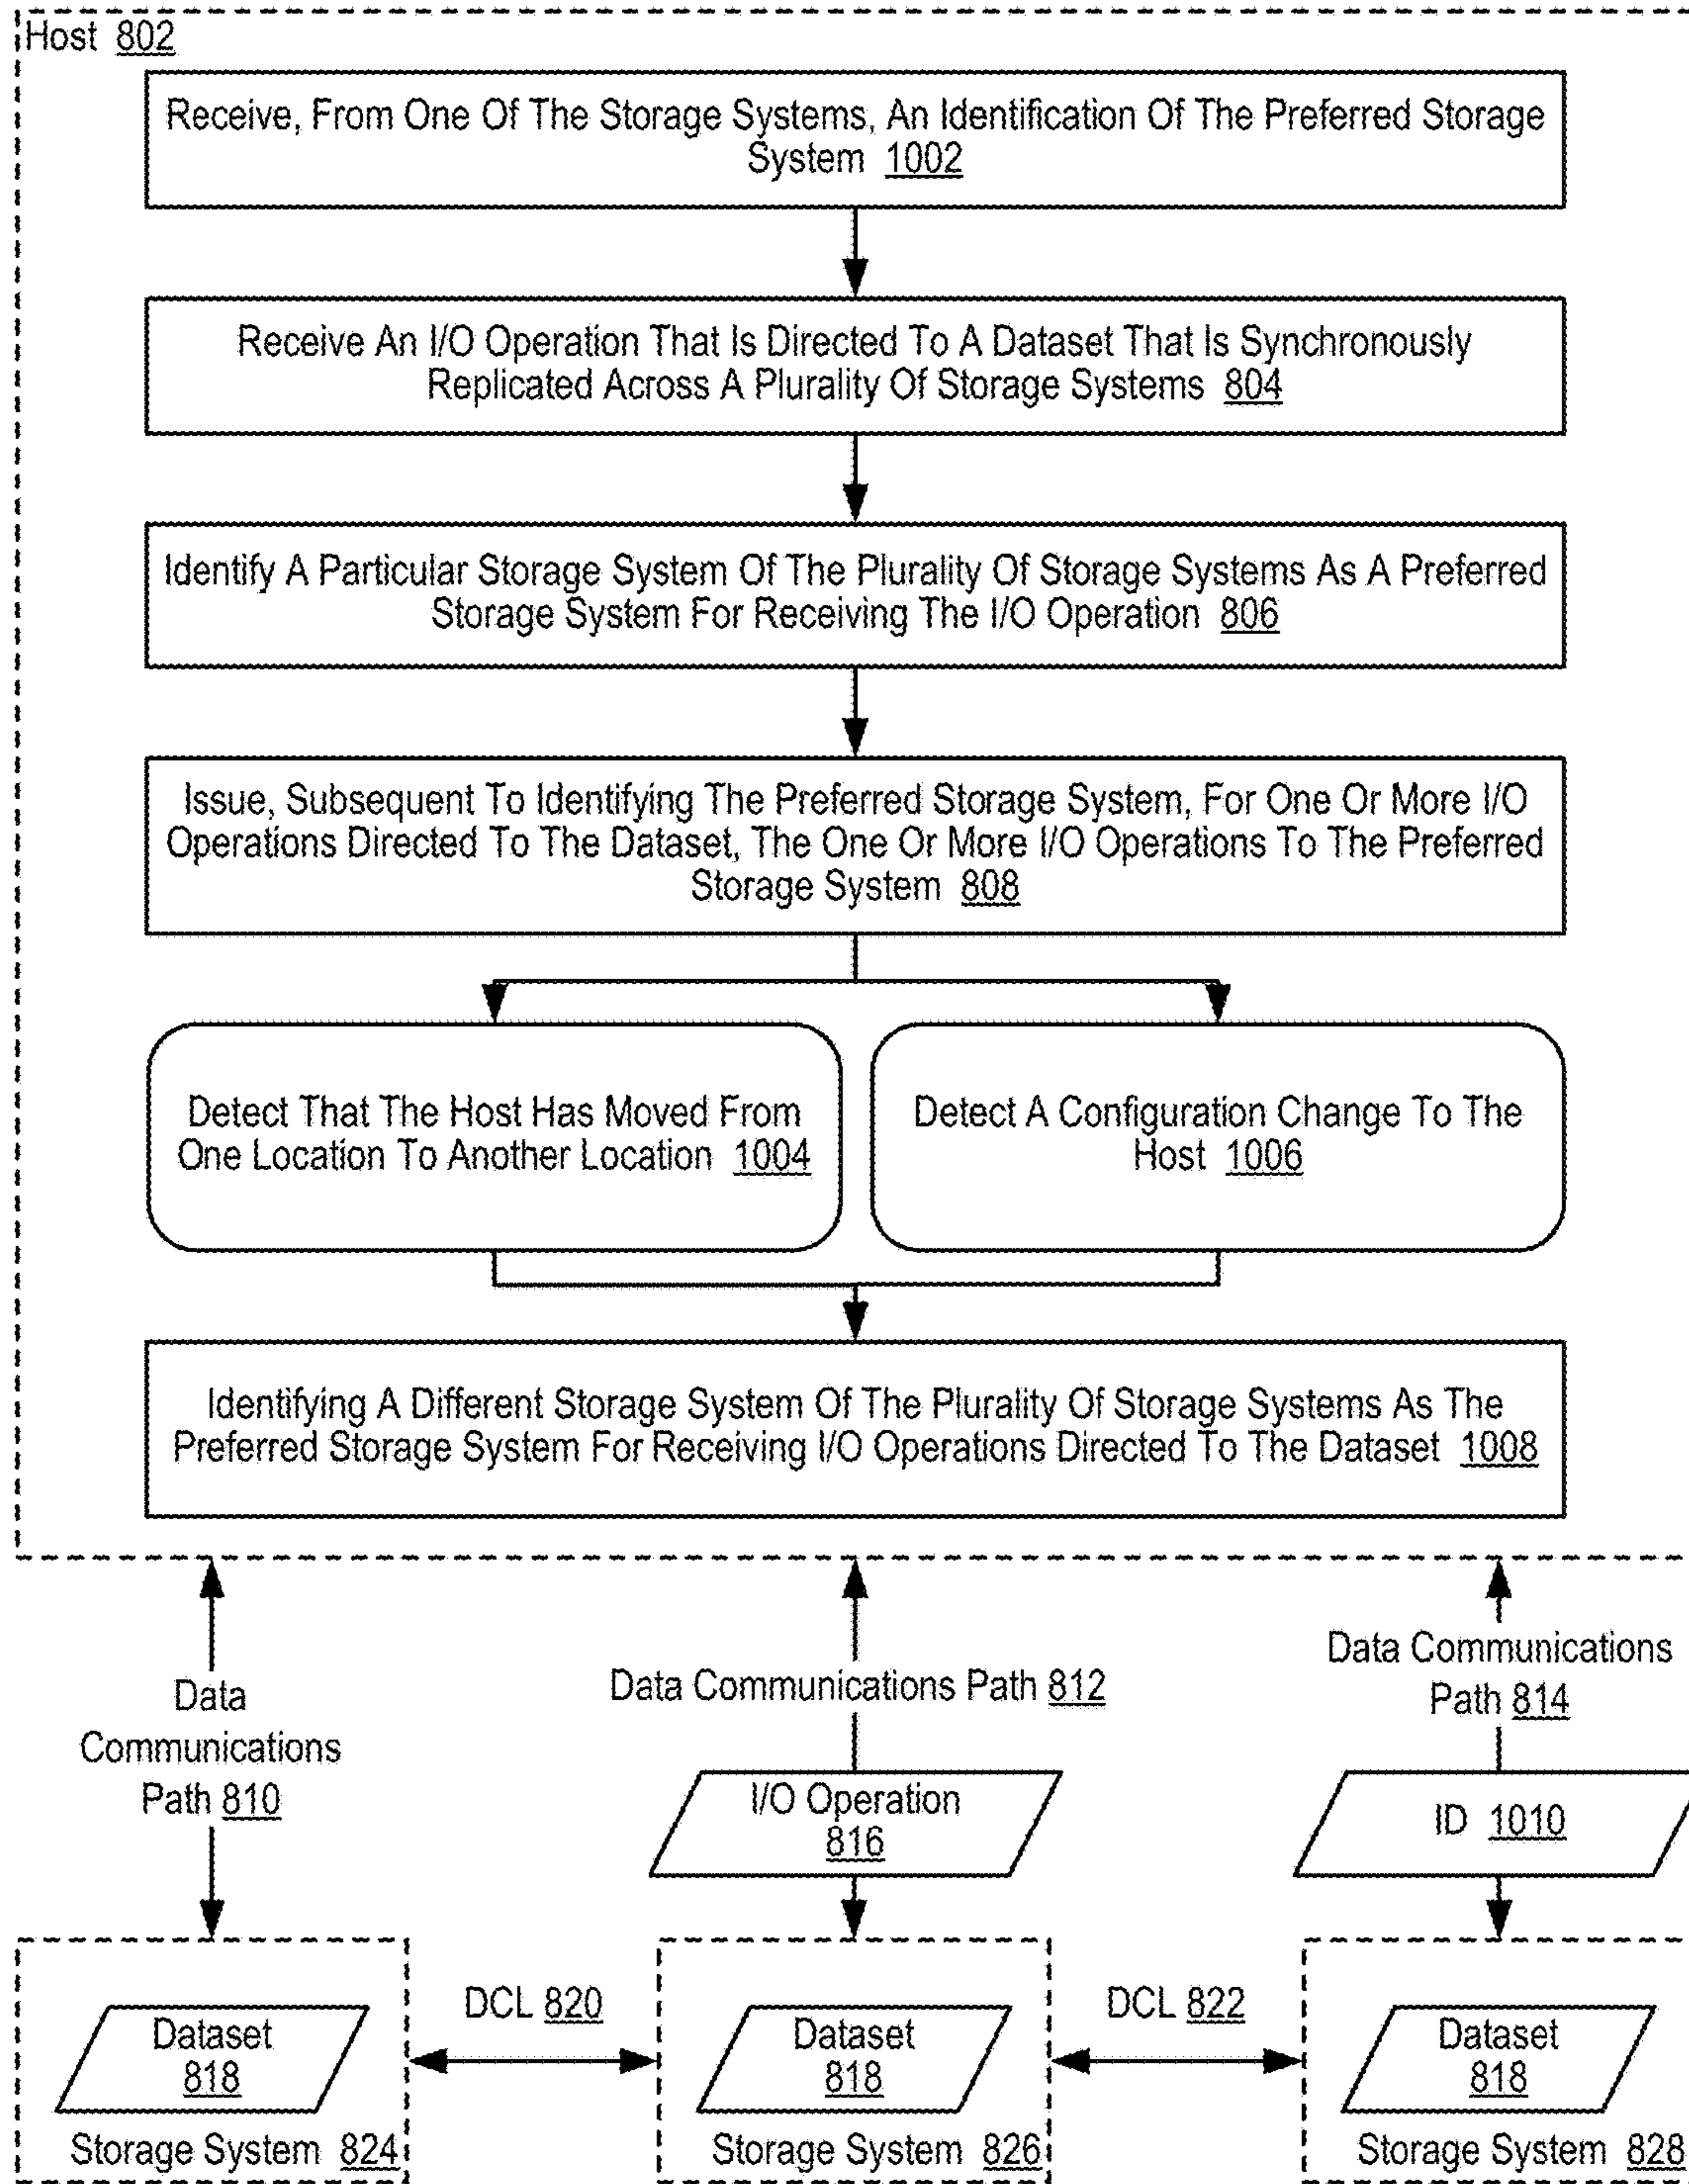 Host 802
Receive, From One Of The Storage Systems, An Identification Of The Preferred Storage
System 1002
Receive An I/O Operation That Is Directed To A Dataset That Is Synchronously
Replicated Across A Plurality Of Storage Systems 804
Identify A Particular Storage System Of The Plurality Of Storage Systems As A Preferred
Storage System For Receiving The I/O Operation 806
Issue, Subsequent To Identifying The Preferred Storage System, For One Or More I/O
Operations Directed To The Dataset, The One Or More I/O Operations To The Preferred
Storage System 808
Detect That The Host Has Moved From
One Location To Another Location 1004
Detect A Configuration Change To The
Host 1006
Identifying A Different Storage System Of The Plurality Of Storage Systems As The
Preferred Storage System For Receiving I/O Operations Directed To The Dataset 1008
Data
Communications
Path 810
Data Communications Path 812
Data Communications
Path 814
I/O Operation
816
ID 1010
Dataset
818
Storage System 824
DCL 820
Dataset
818
Storage System 826
DCL 822
Dataset
818
Storage System 828